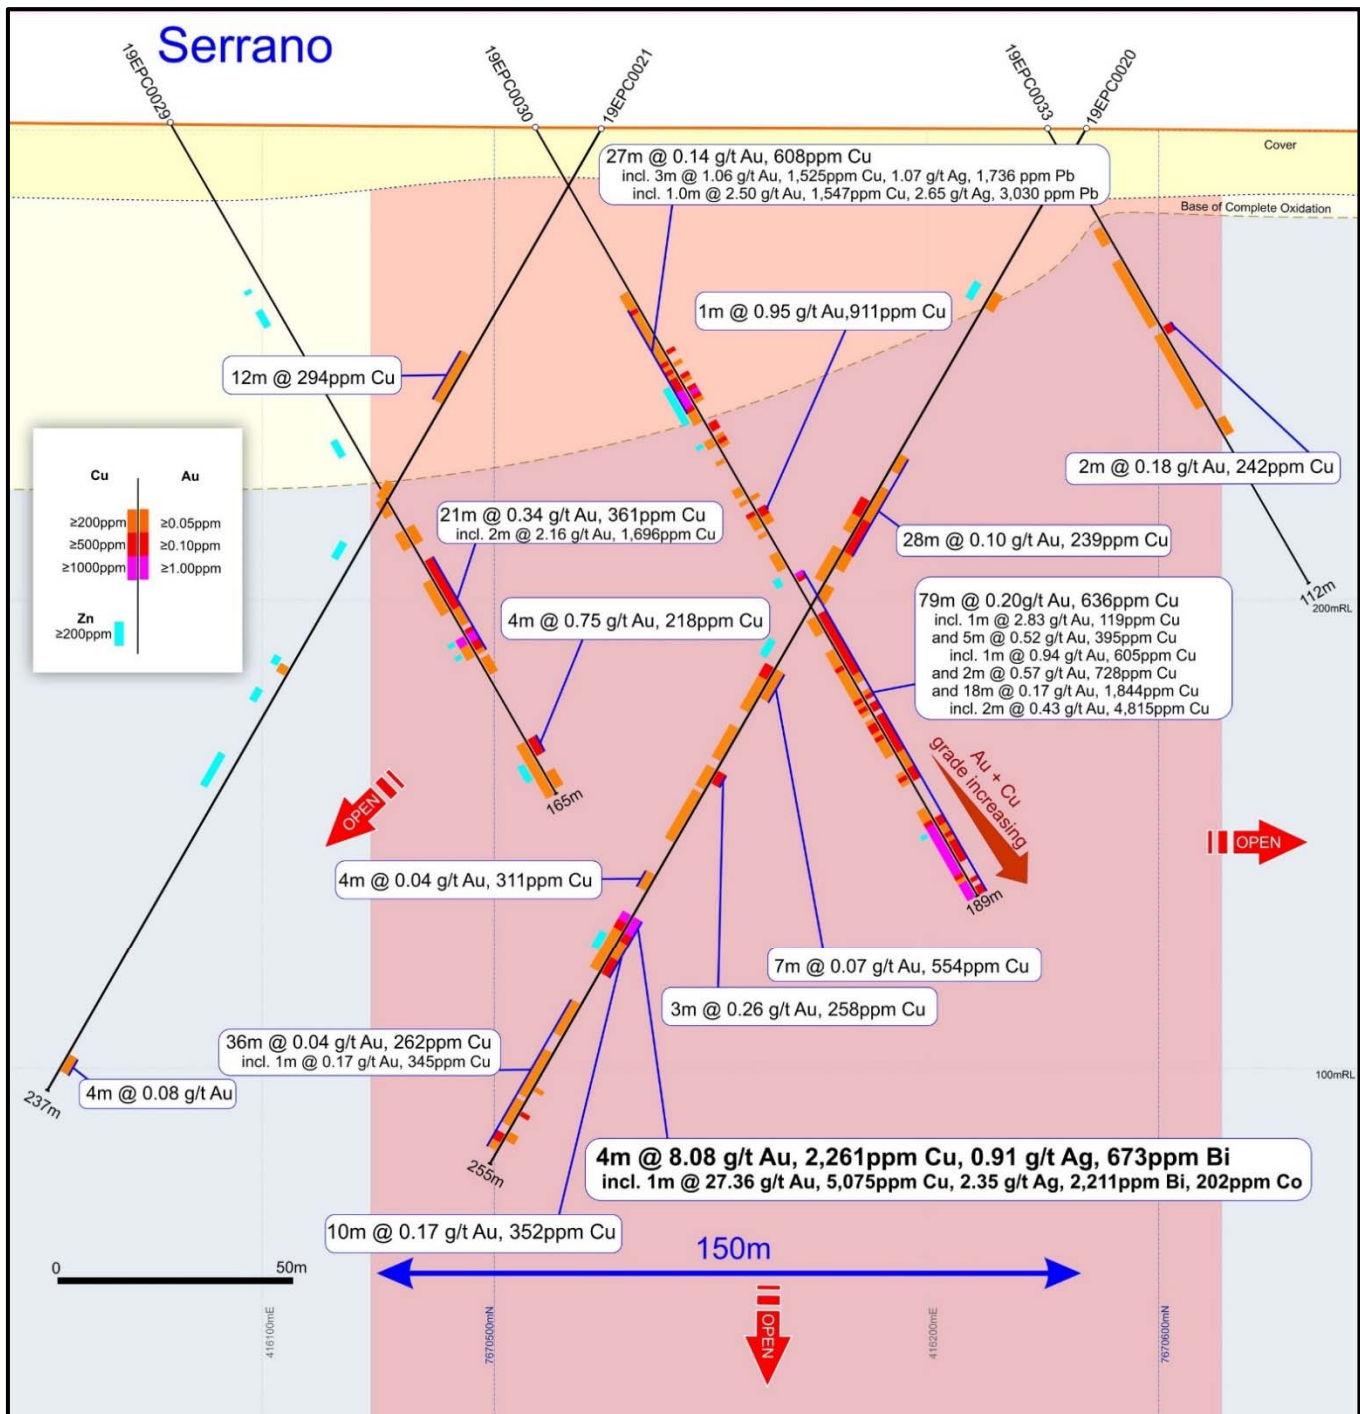 Serrano
19EPC0029
19EPC0030
19EPC0021
19EPC0033
19EPC0020
Cover
Base of Complete Oxidation
27m @ 0.14 g/t Au, 608ppm Cu
incl. 3m @ 1.06 g/t Au, 1,525ppm Cu, 1.07 g/t Ag, 1,736 ppm Pb
incl. 1.0m @ 2.50 g/t Au, 1,547ppm Cu, 2.65 g/t Ag, 3,030 ppm Pb
1m @ 0.95 g/t Au,911ppm Cu
12m @ 294ppm Cu
Cu Au
≥200ppm ≥0.05ppm
≥500ppm ≥0.10ppm
≥1000ppm ≥1.00ppm
Zn
≥200ppm
2m @ 0.18 g/t Au, 242ppm Cu
21m @ 0.34 g/t Au, 361ppm Cu
incl. 2m @ 2.16 g/t Au, 1,696ppm Cu
28m @ 0.10 g/t Au, 239ppm Cu
112m
200mRL
4m @ 0.75 g/t Au, 218ppm Cu
79m @ 0.20g/t Au, 636ppm Cu
incl. 1m @ 2.83 g/t Au, 119ppm Cu
and 5m @ 0.52 g/t Au, 395ppm Cu
incl. 1m @ 0.94 g/t Au, 605ppm Cu
and 2m @ 0.57 g/t Au, 728ppm Cu
and 18m @ 0.17 g/t Au, 1,844ppm Cu
incl. 2m @ 0.43 g/t Au, 4,815ppm Cu
Au + Cu
grade increasing
165m
OPEN
OPEN
189m
4m @ 0.04 g/t Au, 311ppm Cu
7m @ 0.07 g/t Au, 554ppm Cu
3m @ 0.26 g/t Au, 258ppm Cu
36m @ 0.04 g/t Au, 262ppm Cu
incl. 1m @ 0.17 g/t Au, 345ppm Cu
100mRL
4m @ 0.08 g/t Au
237m
255m
4m @ 8.08 g/t Au, 2,261ppm Cu, 0.91 g/t Ag, 673ppm Bi
incl. 1m @ 27.36 g/t Au, 5,075ppm Cu, 2.35 g/t Ag, 2,211ppm Bi, 202ppm Co
10m @ 0.17 g/t Au, 352ppm Cu
150m
0 50m
OPEN
416100mE
7670500mN
416200mE
7670600mN